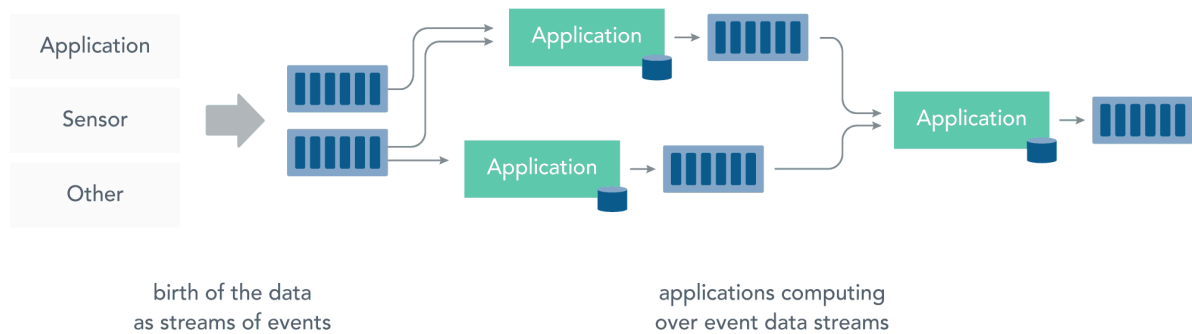 Application
Sensor
Other
Application
Application
Application
birth of the data
as streams of events
applications computing
over event data streams